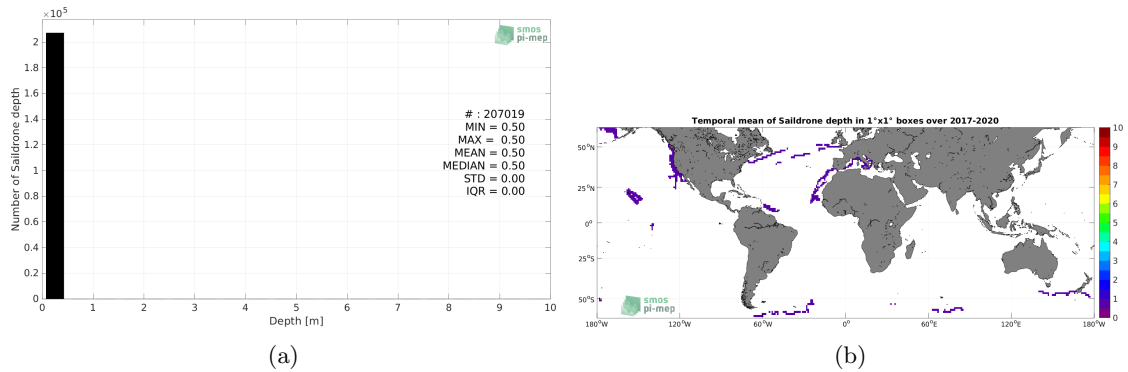 ×10⁵
2
1.8
1.6
1.4
1.2
1
0.8
0.6
0.4
0.2
0
Number of Saildrone depth
smos
pi-mep
# : 207019
MIN = 0.50
MAX = 0.50
MEAN = 0.50
MEDIAN = 0.50
STD = 0.00
IQR = 0.00
1 2 3 4 5 6 7 8 9 10
Depth [m]
(a)
Temporal mean of Saildrone depth in 1°x1° boxes over 2017-2020
50°N
25°N
0°
25°S
50°S
smos
pi-mep
180°W 120°W 60°W 0°E 60°E 120°E 180°W
10
9
8
7
6
5
4
3
2
1
0
(b)